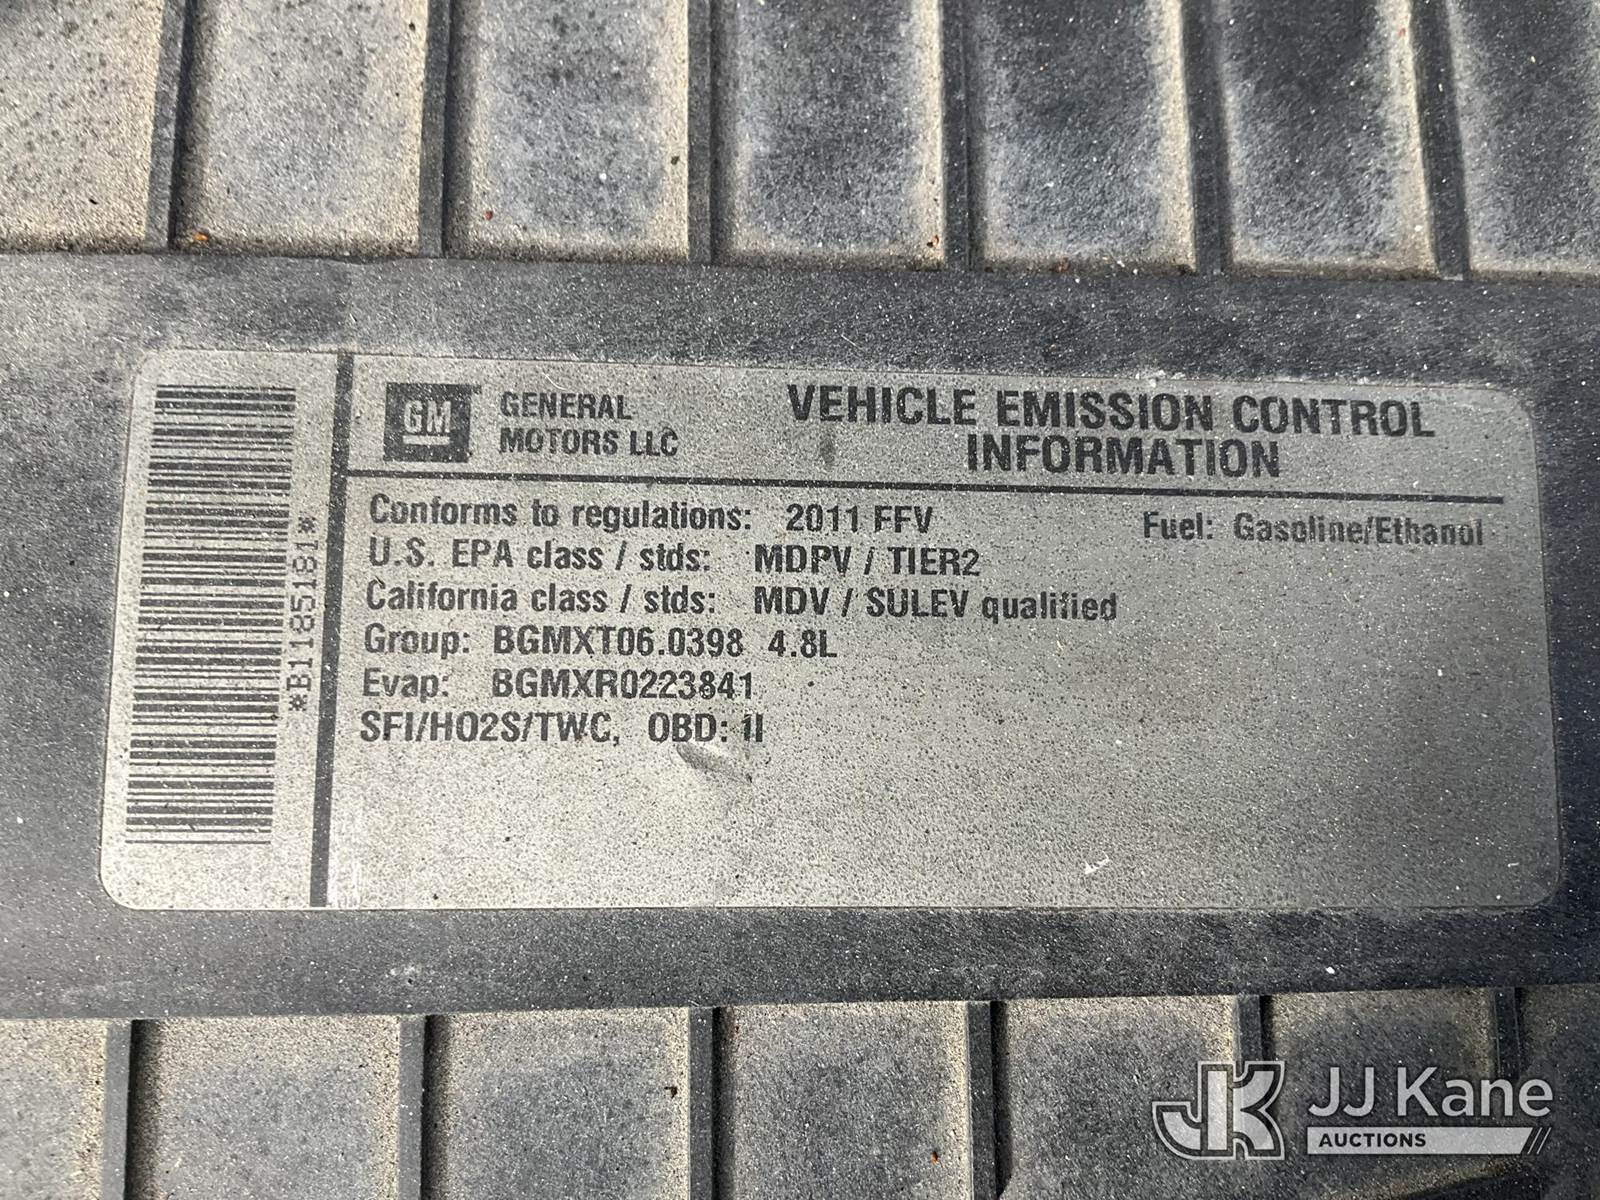 GM GENERAL MOTORS LLC
VEHICLE EMISSION CONTROL
INFORMATION
Conforms to regulations: 2011 FFV Fuel: Gasoline/Ethanol
U.S. EPA class / stds: MDPV / TIER2
California class / stds: MDV / SULEV qualified
Group: BGMXT06.0398 4.8L
Evap: BGMXR0223841
SFI/HO2S/TWC, OBD: II
*B1185181*
JK JJ Kane
AUCTIONS